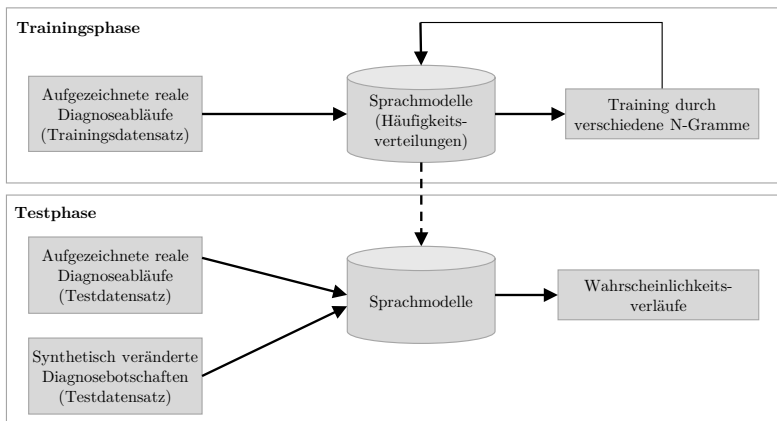 Trainingsphase
Aufgezeichnete reale
Diagnoseabläufe
(Trainingsdatensatz)
Sprachmodelle
(Häufigkeits-
verteilungen)
Training durch
verschiedene N-Gramme
Testphase
Aufgezeichnete reale
Diagnoseabläufe
(Testdatensatz)
Synthetisch veränderte
Diagnosebotschaften
(Testdatensatz)
Sprachmodelle
Wahrscheinlichkeits-
verläufe